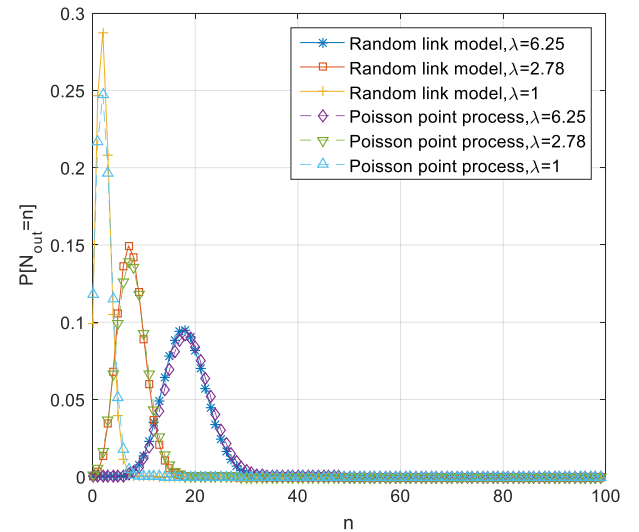 0.3
0.25
0.2
0.15
0.1
0.05
0
P[N_out=n]
0
20
40
60
80
100
n
Random link model,λ=6.25
Random link model,λ=2.78
Random link model,λ=1
Poisson point process,λ=6.25
Poisson point process,λ=2.78
Poisson point process,λ=1